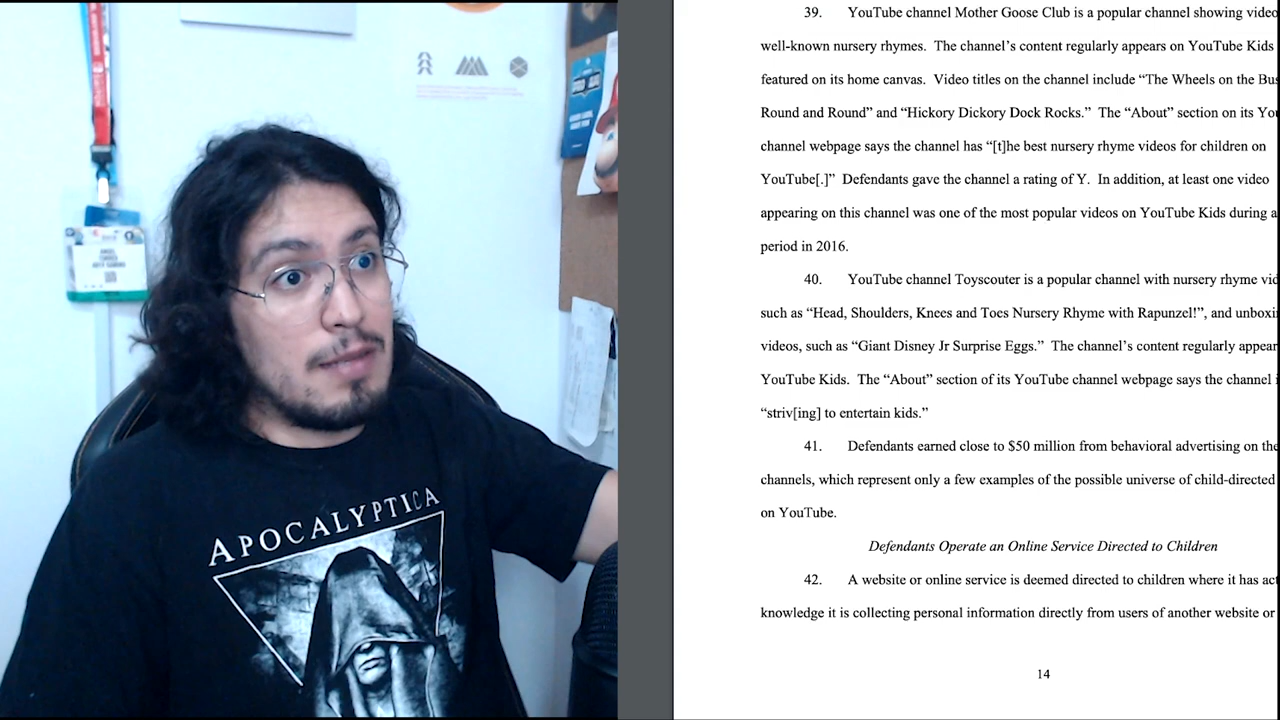 APOCALYPTICA
39. YouTube channel Mother Goose Club is a popular channel showing
well-known nursery rhymes. The channel's content regularly appears on YouTube Kids
featured on its home canvas. Video titles on the channel include “The Wheels on the
Round and Round” and “Hickory Dickory Dock Rocks.” The “About” section on its
channel webpage says the channel has “[t]he best nursery rhyme videos for children on
YouTube[.]” Defendants gave the channel a rating of Y. In addition, at least one video
appearing on this channel was one of the most popular videos on YouTube Kids during
period in 2016.
40. YouTube channel Toyscouter is a popular channel with nursery rhyme
such as “Head, Shoulders, Knees and Toes Nursery Rhyme with Rapunzel!”, and
videos, such as “Giant Disney Jr Surprise Eggs.” The channel's content regularly
YouTube Kids. The “About” section of its YouTube channel webpage says the channel
“striv[ing] to entertain kids.”
41. Defendants earned close to $50 million from behavioral advertising on
channels, which represent only a few examples of the possible universe of child-directed
on YouTube.
Defendants Operate an Online Service Directed to Children
42. A website or online service is deemed directed to children where it has
knowledge it is collecting personal information directly from users of another website or
14